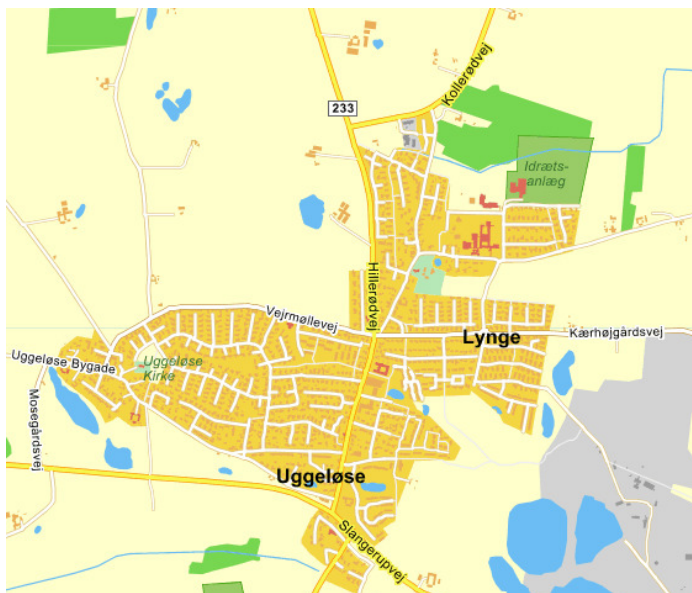 Kollerødvej
233
Idræts-
anlæg
Hillerødvej
Vejrmøllevej
Kærhøjgårdsvej
Lynge
Uggeløse Bygade
Uggeløse
Kirke
Mosegårdsvej
Uggeløse
Slangerupvej